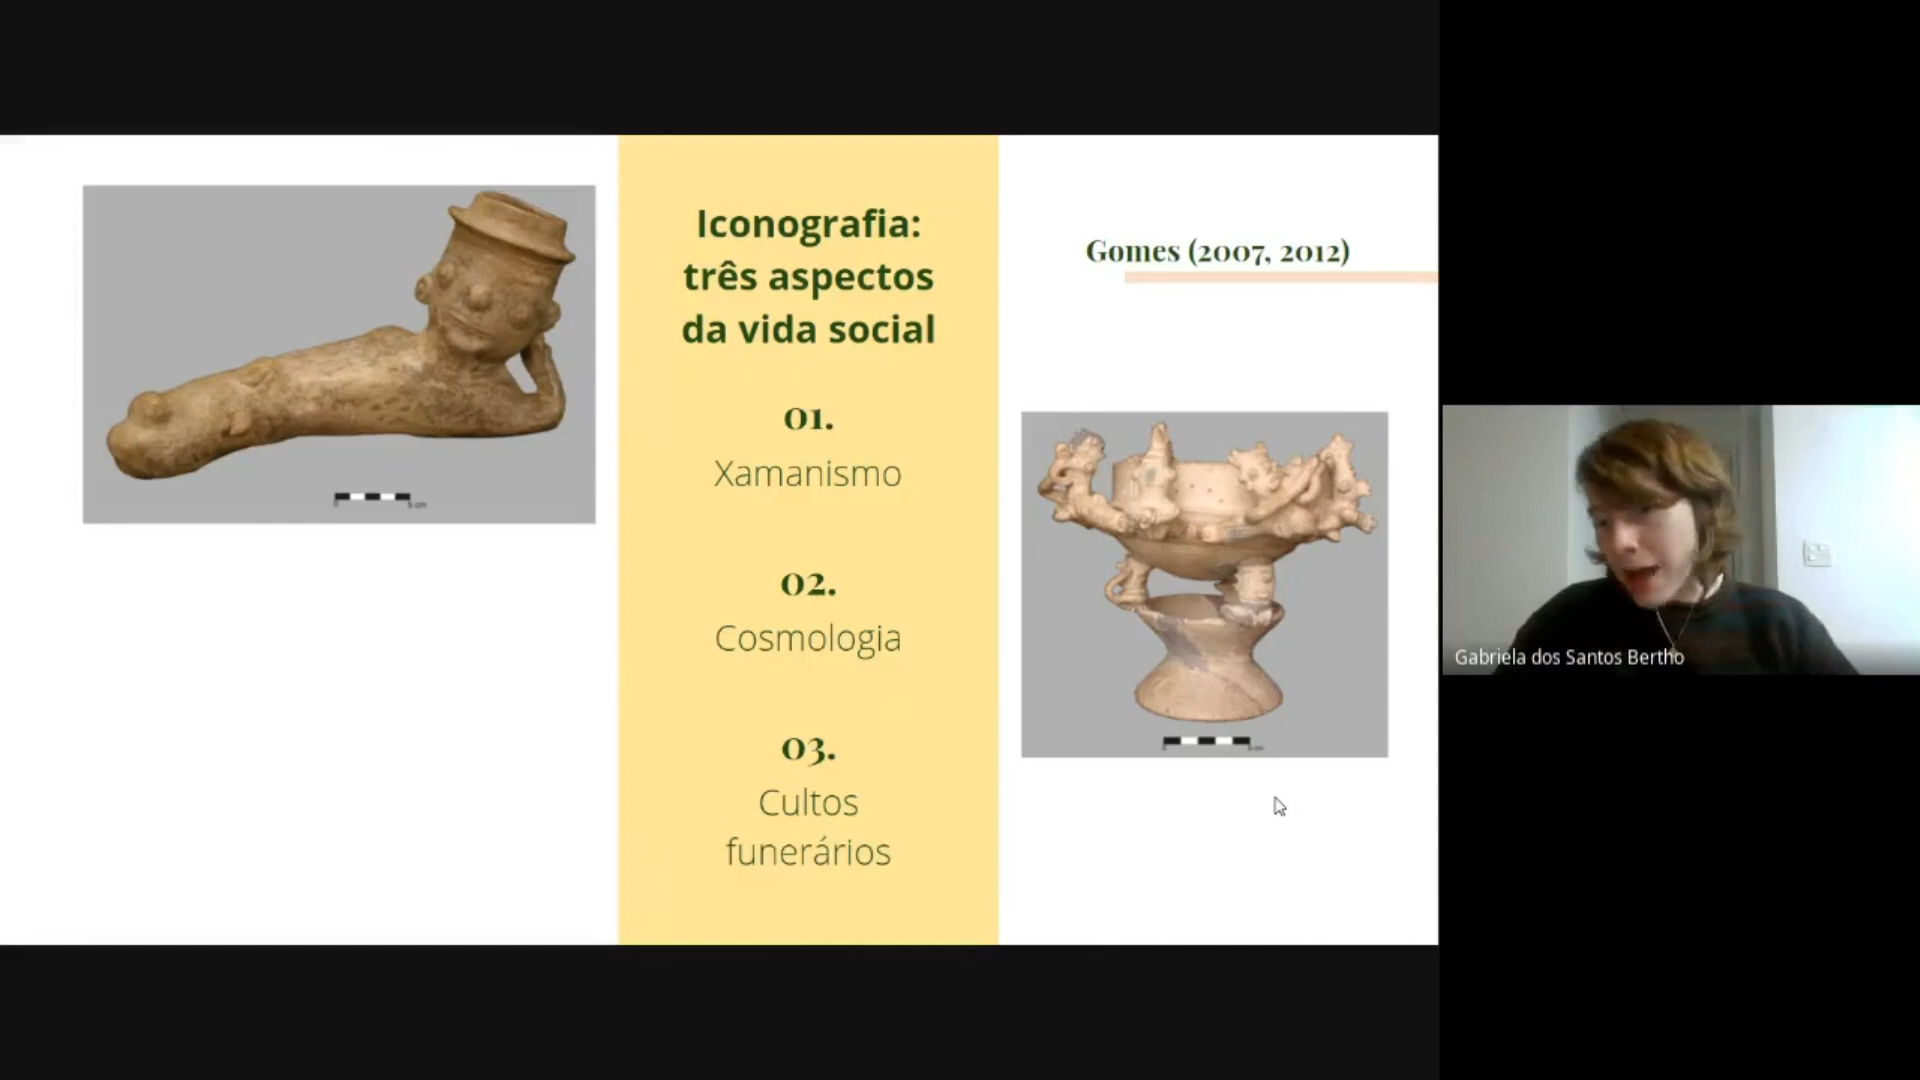 Iconografia:
três aspectos
da vida social
01.
Xamanismo
02.
Cosmologia
03.
Cultos
funerários
Gomes (2007, 2012)
Gabriela dos Santos Bertho